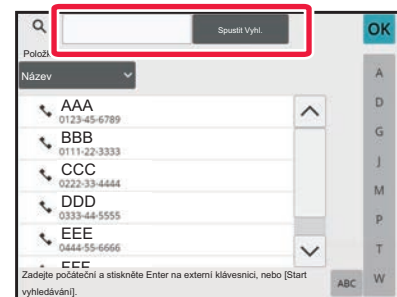 Spustit Vyhl.
OK
Polož
Název
AAA
0123-45-6789
BBB
0111-22-3333
CCC
0222-33-4444
DDD
0333-44-5555
EEE
0444-55-6666
FFF
Zadejte počáteční a stiskněte Enter na externí klávesnici, nebo [Start
vyhledávání].
ABC
A
D
G
J
M
P
T
W